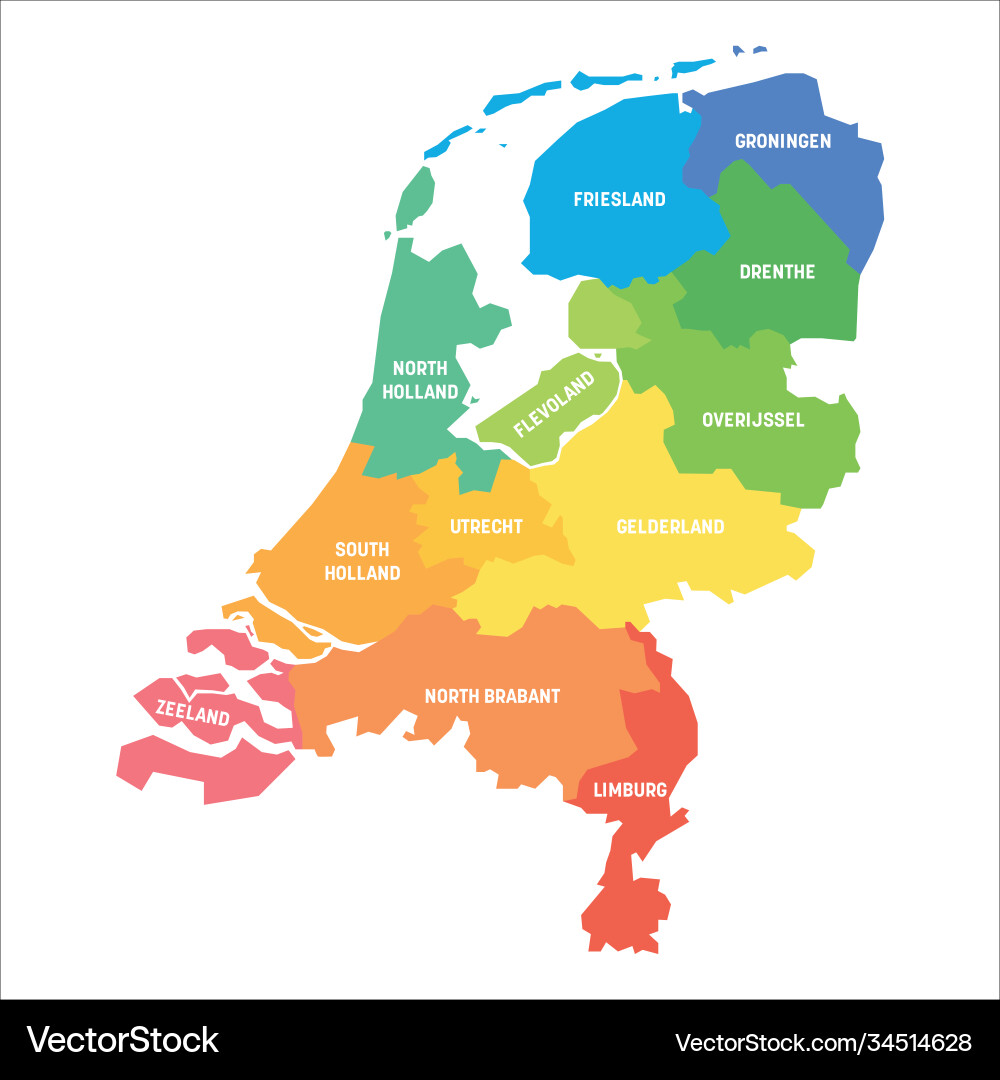 GRONINGEN
FRIESLAND
DRENTHE
NORTH
HOLLAND
FLEVOLAND
OVERIJSSEL
UTRECHT
GELDERLAND
SOUTH
HOLLAND
NORTH BRABANT
ZEELAND
LIMBURG
VectorStock
VectorStock.com/34514628